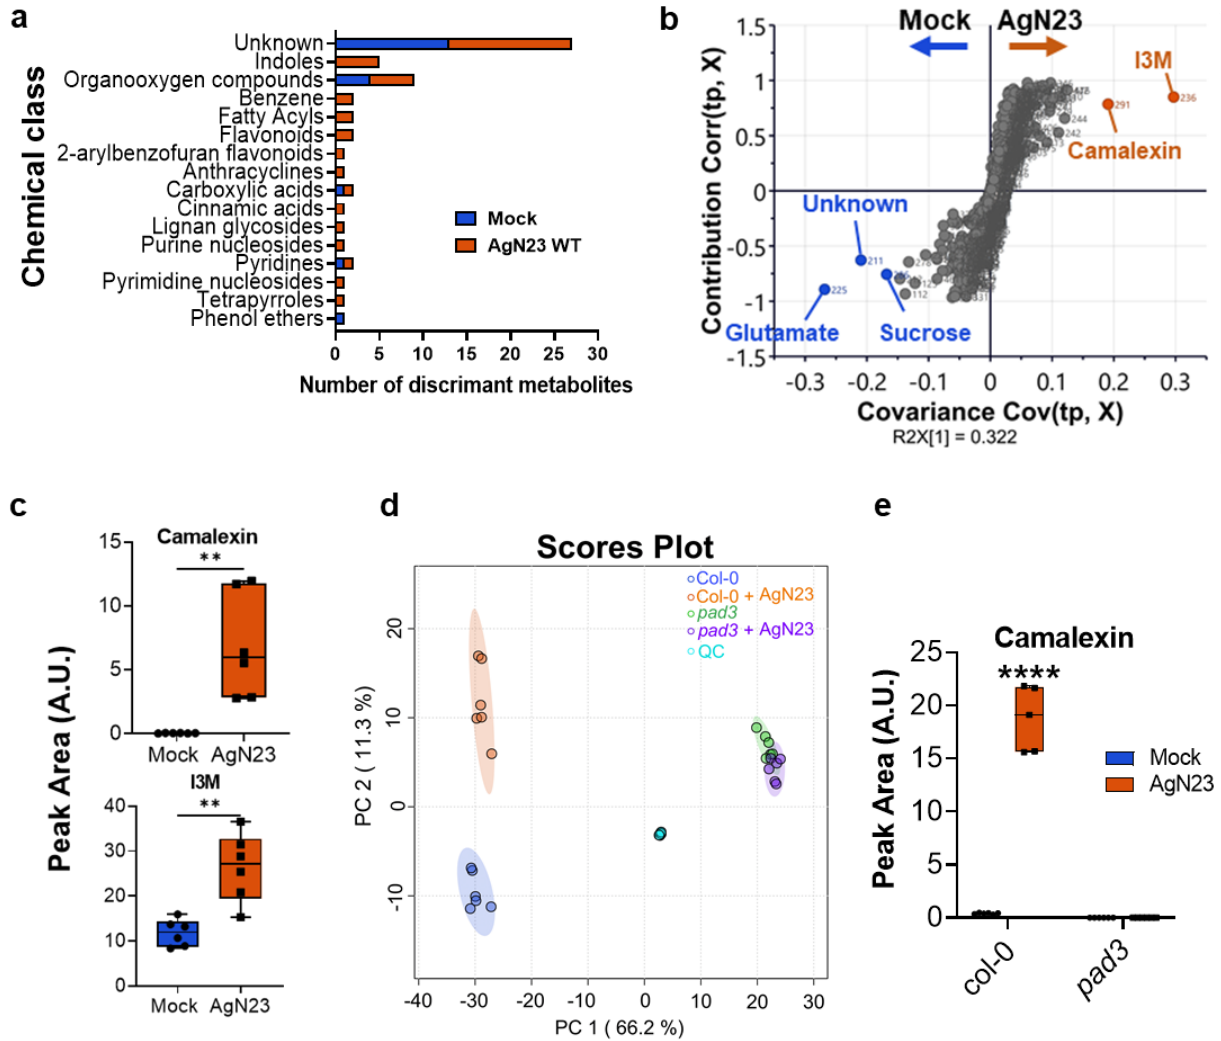 a
Chemical class
Unknown
Indoles
Organooxygen compounds
Benzene
Fatty Acyls
Flavonoids
2-arylbenzofuran flavonoids
Anthracyclines
Carboxylic acids
Cinnamic acids
Lignan glycosides
Purine nucleosides
Pyridines
Pyrimidine nucleosides
Tetrapyrroles
Phenol ethers
Mock
AgN23 WT
0 5 10 15 20 25 30
Number of discrimant metabolites
b
Mock AgN23
Contribution Corr(tp, X)
1.5
1
0.5
0
-0.5
-1
-1.5
I3M
236
291
Camalexin
244
242
Unknown
211
225
112
Glutamate
Sucrose
-0.3 -0.2 -0.1 0 0.1 0.2 0.3
Covariance Cov(tp, X)
R2X[1] = 0.322
c
Peak Area (A.U.)
Camalexin
**
15
10
5
0
Mock AgN23
I3M
**
40
30
20
10
0
Mock AgN23
d
Scores Plot
Col-0
Col-0 + AgN23
pad3
pad3 + AgN23
QC
PC 2 ( 11.3 %)
20
10
0
-10
-40 -30 -20 -10 0 10 20 30
PC 1 ( 66.2 %)
e
Camalexin
****
Peak Area (A.U.)
25
20
15
10
5
0
Mock
AgN23
col-0
pad3